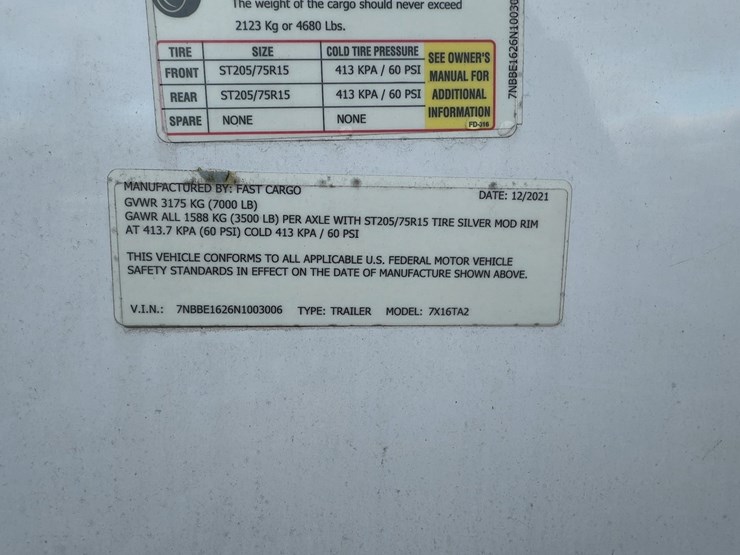 The weight of the cargo should never exceed
2123 Kg or 4680 Lbs.
TIRE SIZE COLD TIRE PRESSURE
FRONT ST205/75R15 413 KPA / 60 PSI
REAR ST205/75R15 413 KPA / 60 PSI
SPARE NONE NONE
SEE OWNER'S
MANUAL FOR
ADDITIONAL
INFORMATION
FD-316
7NBBE1626N10030
MANUFACTURED BY: FAST CARGO DATE: 12/2021
GVWR 3175 KG (7000 LB)
GAWR ALL 1588 KG (3500 LB) PER AXLE WITH ST205/75R15 TIRE SILVER MOD RIM
AT 413.7 KPA (60 PSI) COLD 413 KPA / 60 PSI
THIS VEHICLE CONFORMS TO ALL APPLICABLE U.S. FEDERAL MOTOR VEHICLE
SAFETY STANDARDS IN EFFECT ON THE DATE OF MANUFACTURE SHOWN ABOVE.
V.I.N.: 7NBBE1626N1003006 TYPE: TRAILER MODEL: 7X16TA2